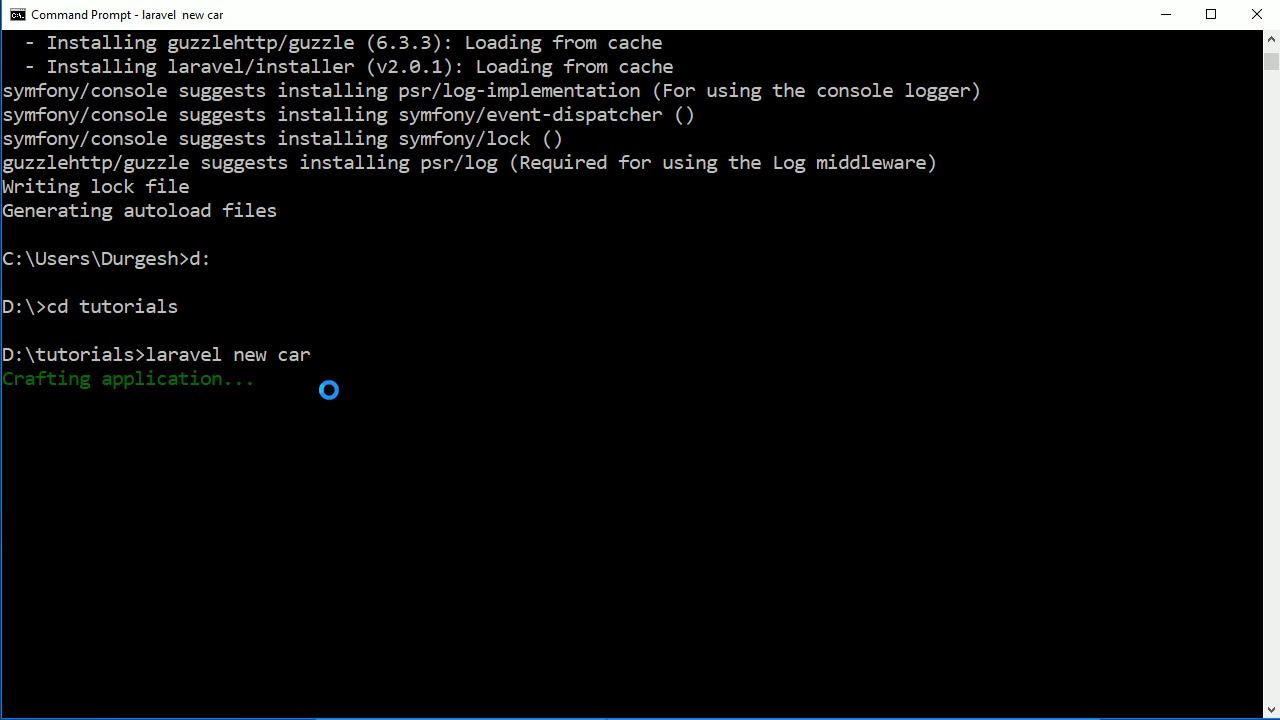 Command Prompt - laravel  new car
- Installing guzzlehttp/guzzle (6.3.3): Loading from cache
- Installing laravel/installer (v2.0.1): Loading from cache
symfony/console suggests installing psr/log-implementation (For using the console logger)
symfony/console suggests installing symfony/event-dispatcher ()
symfony/console suggests installing symfony/lock ()
guzzlehttp/guzzle suggests installing psr/log (Required for using the Log middleware)
Writing lock file
Generating autoload files
C:\Users\Durgesh>d:
D:\>cd tutorials
D:\tutorials>laravel new car
Crafting application...